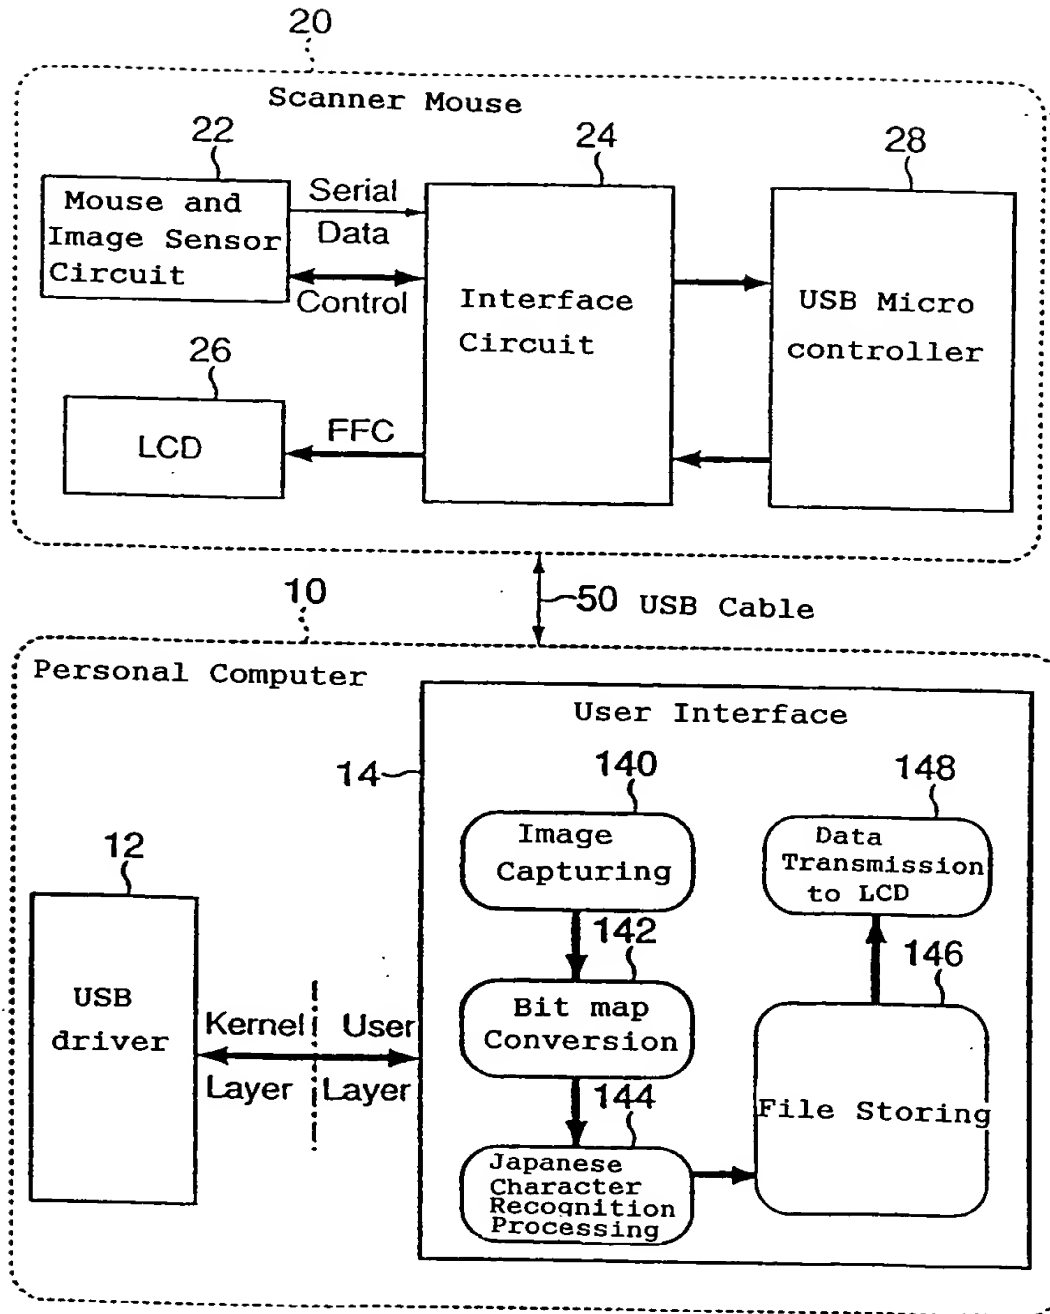 20
Scanner Mouse
22
24
28
Mouse and
Image Sensor
Circuit
Serial
Data
Control
Interface
Circuit
USB Micro
controller
26
LCD
FFC
10
50 USB Cable
Personal Computer
User Interface
14
140
148
Image
Capturing
Data
Transmission
to LCD
12
142
146
USB
driver
Kernel
Layer
User
Layer
Bit map
Conversion
File Storing
144
Japanese
Character
Recognition
Processing